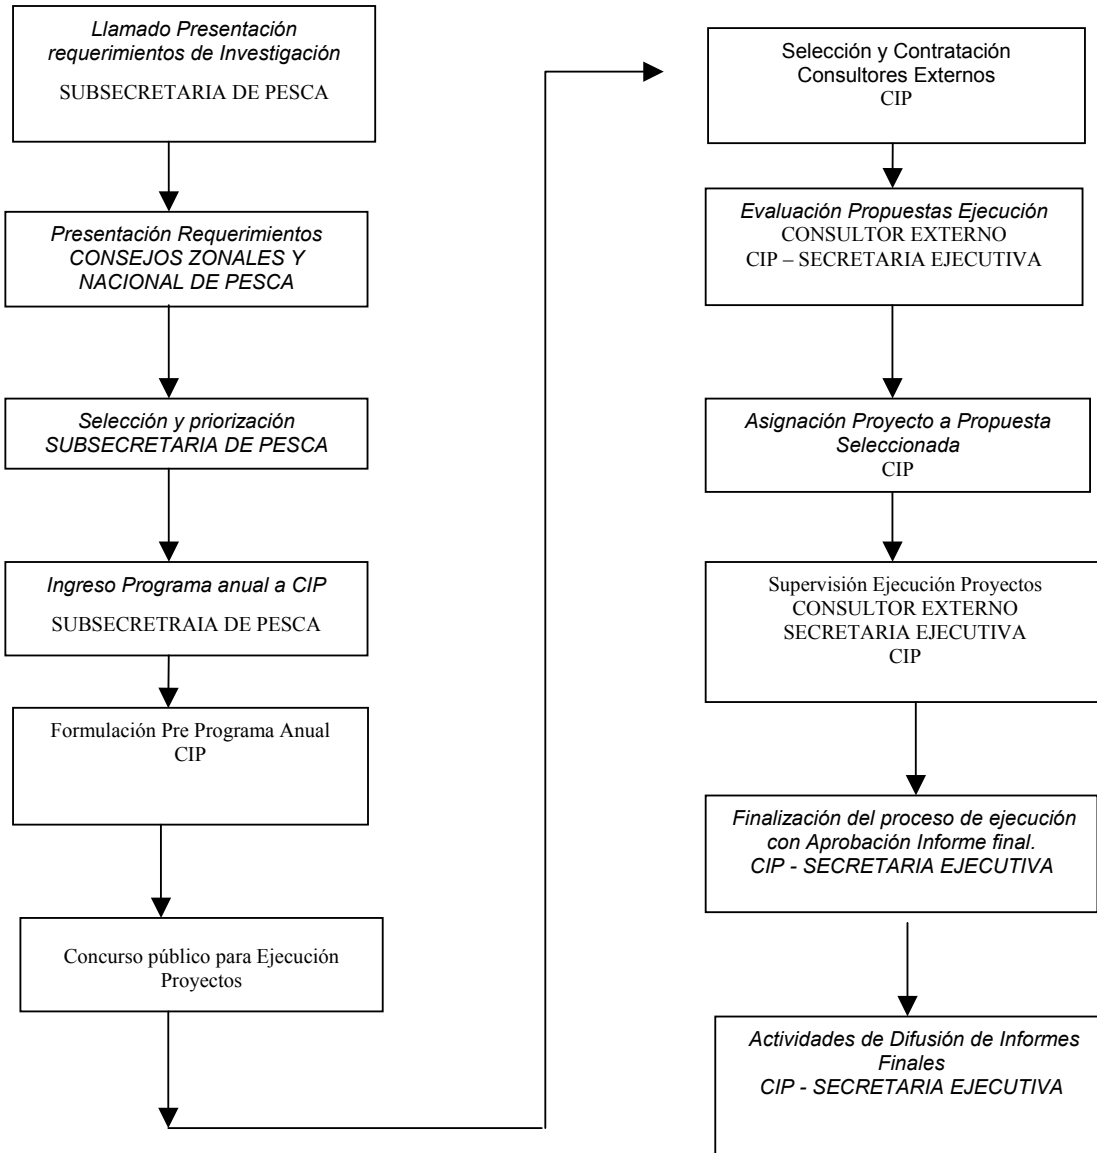 Llamado Presentación
requerimientos de Investigación
SUBSECRETARIA DE PESCA
Presentación Requerimientos
CONSEJOS ZONALES Y
NACIONAL DE PESCA
Selección y priorización
SUBSECRETARIA DE PESCA
Ingreso Programa anual a CIP
SUBSECRETRAIA DE PESCA
Formulación Pre Programa Anual
CIP
Concurso público para Ejecución
Proyectos
Selección y Contratación
Consultores Externos
CIP
Evaluación Propuestas Ejecución
CONSULTOR EXTERNO
CIP – SECRETARIA EJECUTIVA
Asignación Proyecto a Propuesta
Seleccionada
CIP
Supervisión Ejecución Proyectos
CONSULTOR EXTERNO
SECRETARIA EJECUTIVA
CIP
Finalización del proceso de ejecución
con Aprobación Informe final.
CIP - SECRETARIA EJECUTIVA
Actividades de Difusión de Informes
Finales
CIP - SECRETARIA EJECUTIVA